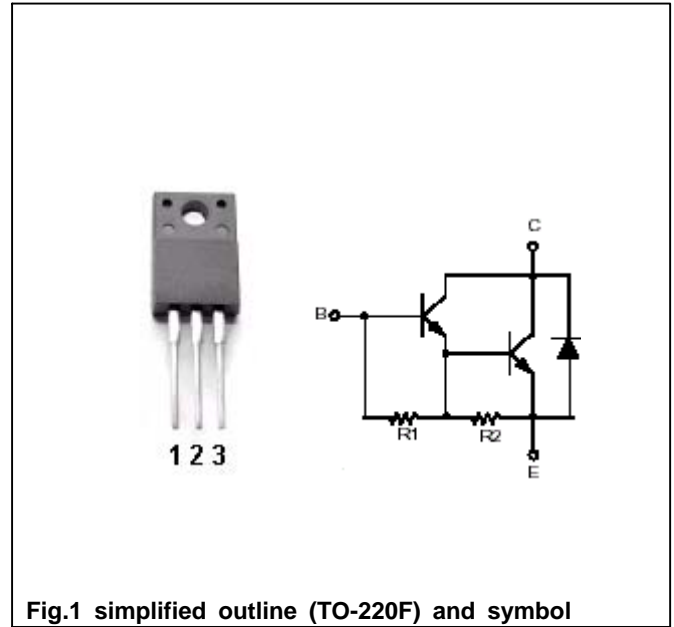 C
B
R1 R2
E
1 2 3
Fig.1 simplified outline (TO-220F) and symbol